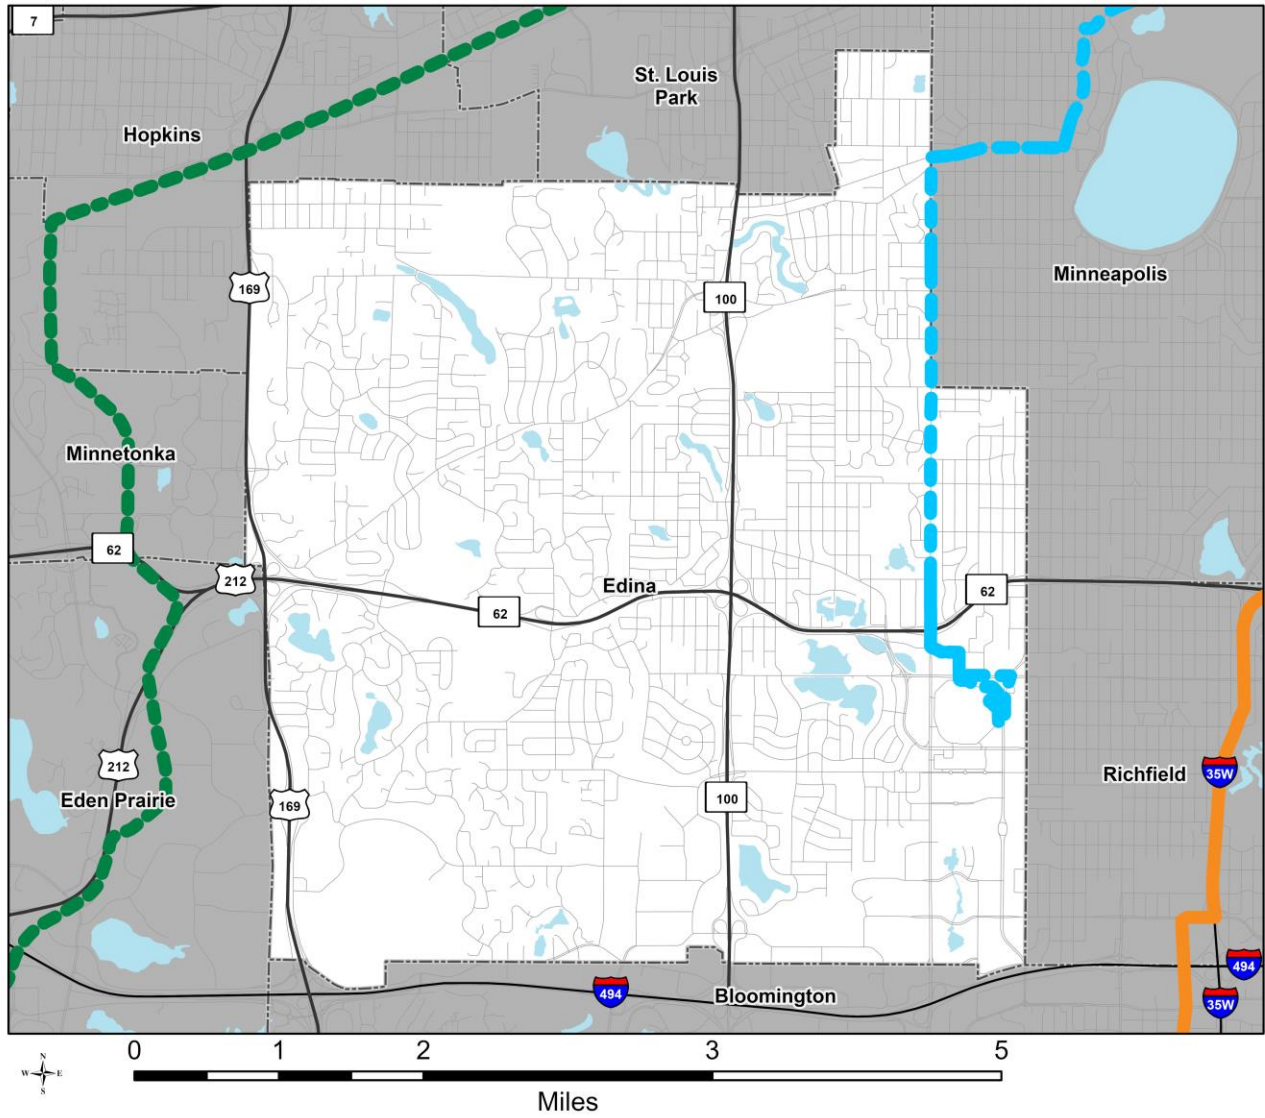 7
St. Louis
Park
Hopkins
Minneapolis
169
100
Minnetonka
62
212
Edina
62
62
212
Eden Prairie
169
100
Richfield
35W
494
494
Bloomington
35W
N
W E
S
0 1 2 3 5
Miles